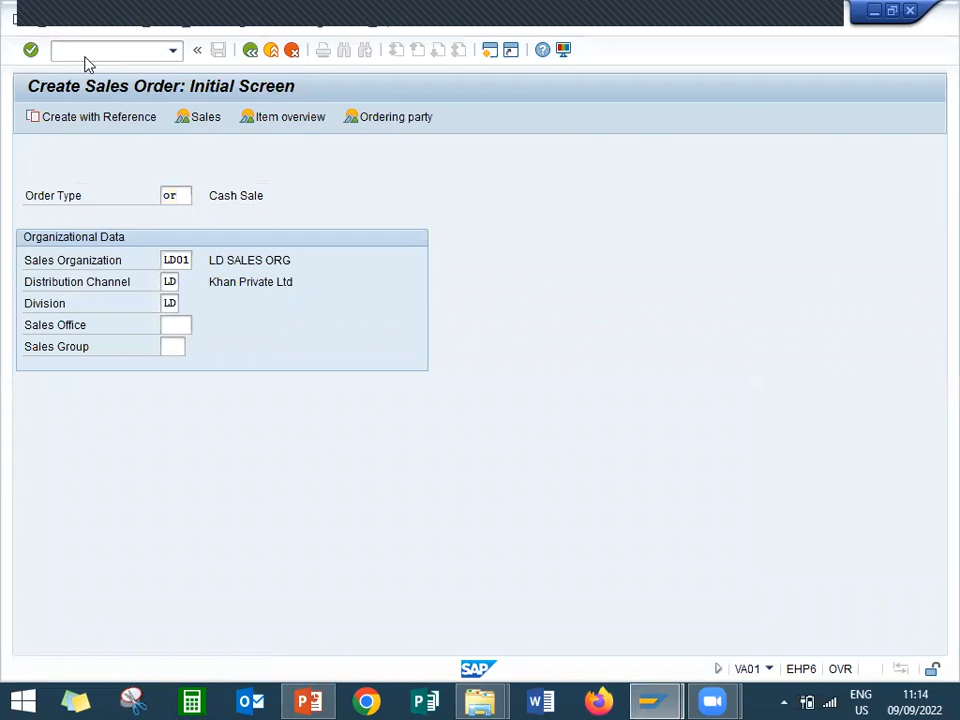 «
Create Sales Order: Initial Screen
Create with Reference Sales Item overview Ordering party
Order Type or Cash Sale
Organizational Data
Sales Organization LD01 LD SALES ORG
Distribution Channel LD Khan Private Ltd
Division LD
Sales Office
Sales Group
SAP
VA01 EHP6 OVR
ENG 11:14
US 09/09/2022